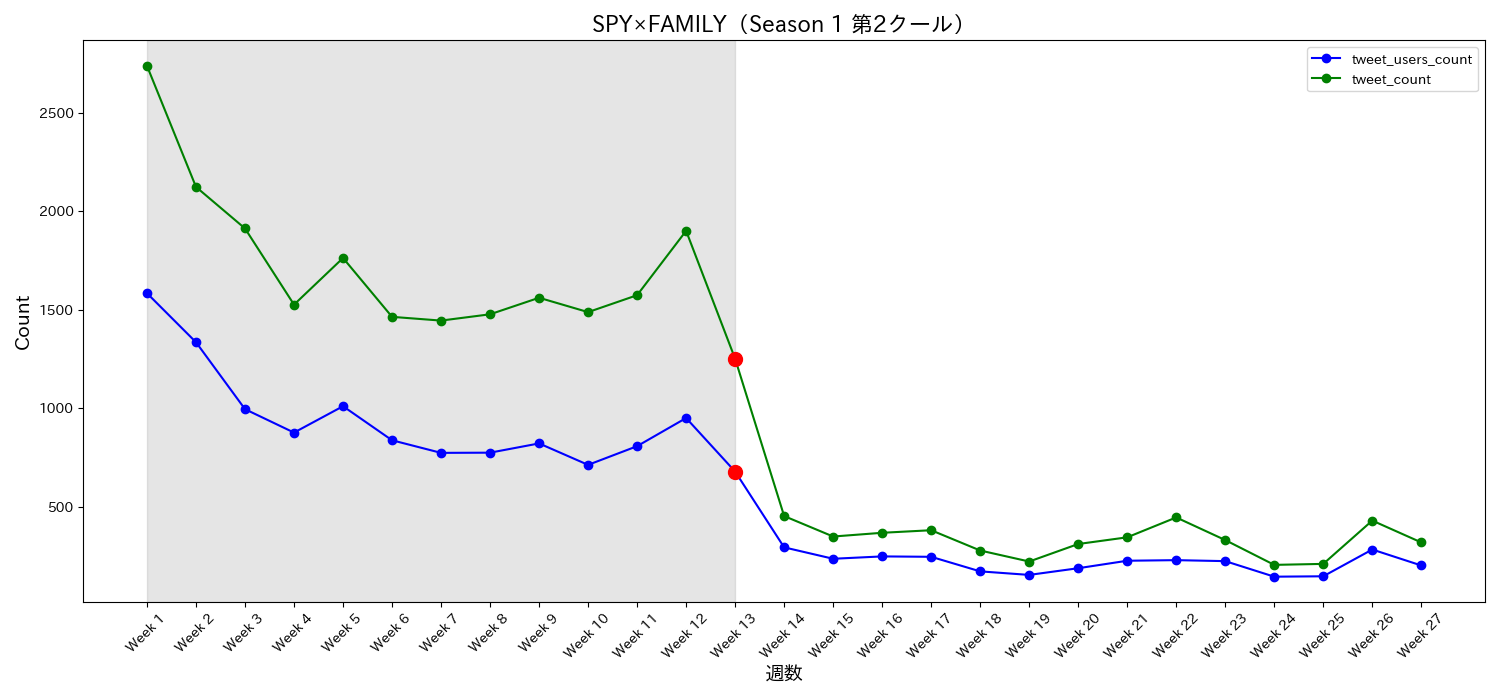 SPY×FAMILY（Season 1 第2クール）
tweet_users_count
tweet_count
Count
2500
2000
1500
1000
500
Week 1
Week 2
Week 3
Week 4
Week 5
Week 6
Week 7
Week 8
Week 9
Week 10
Week 11
Week 12
Week 13
Week 14
Week 15
Week 16
Week 17
Week 18
Week 19
Week 20
Week 21
Week 22
Week 23
Week 24
Week 25
Week 26
Week 27
週数